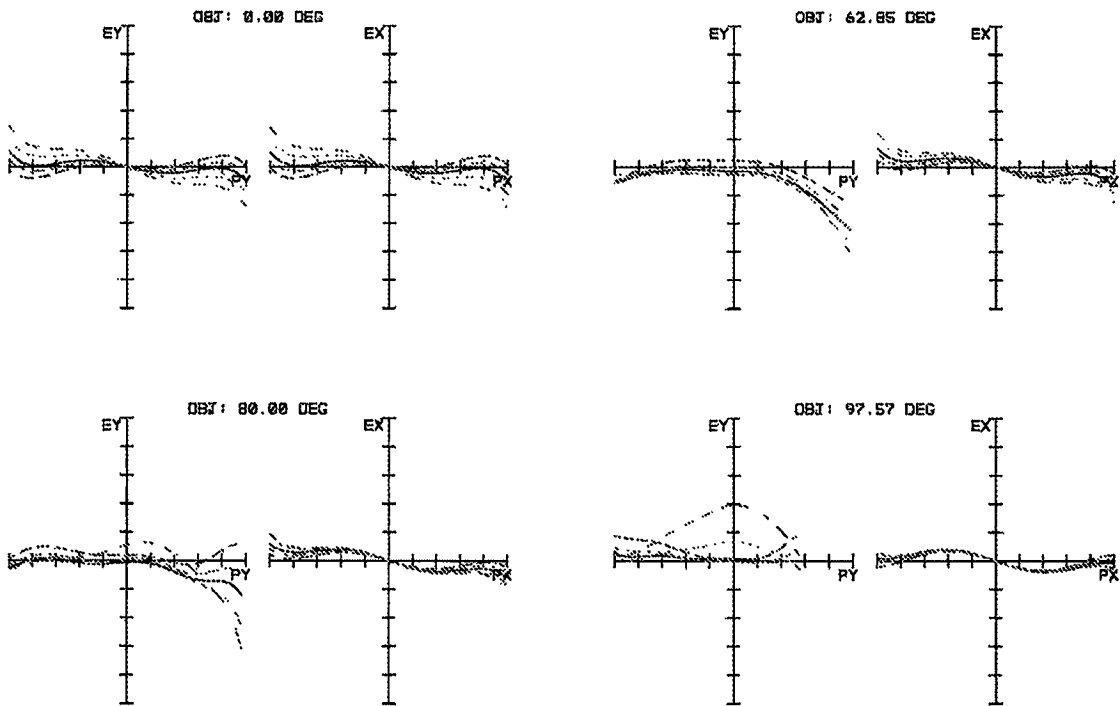 OBJ: 0.00 DEG
EY
EX
PY
PX
OBJ: 62.85 DEG
EY
EX
PY
PX
OBJ: 80.00 DEG
EY
EX
PY
PX
OBJ: 97.57 DEG
EY
EX
PY
PX